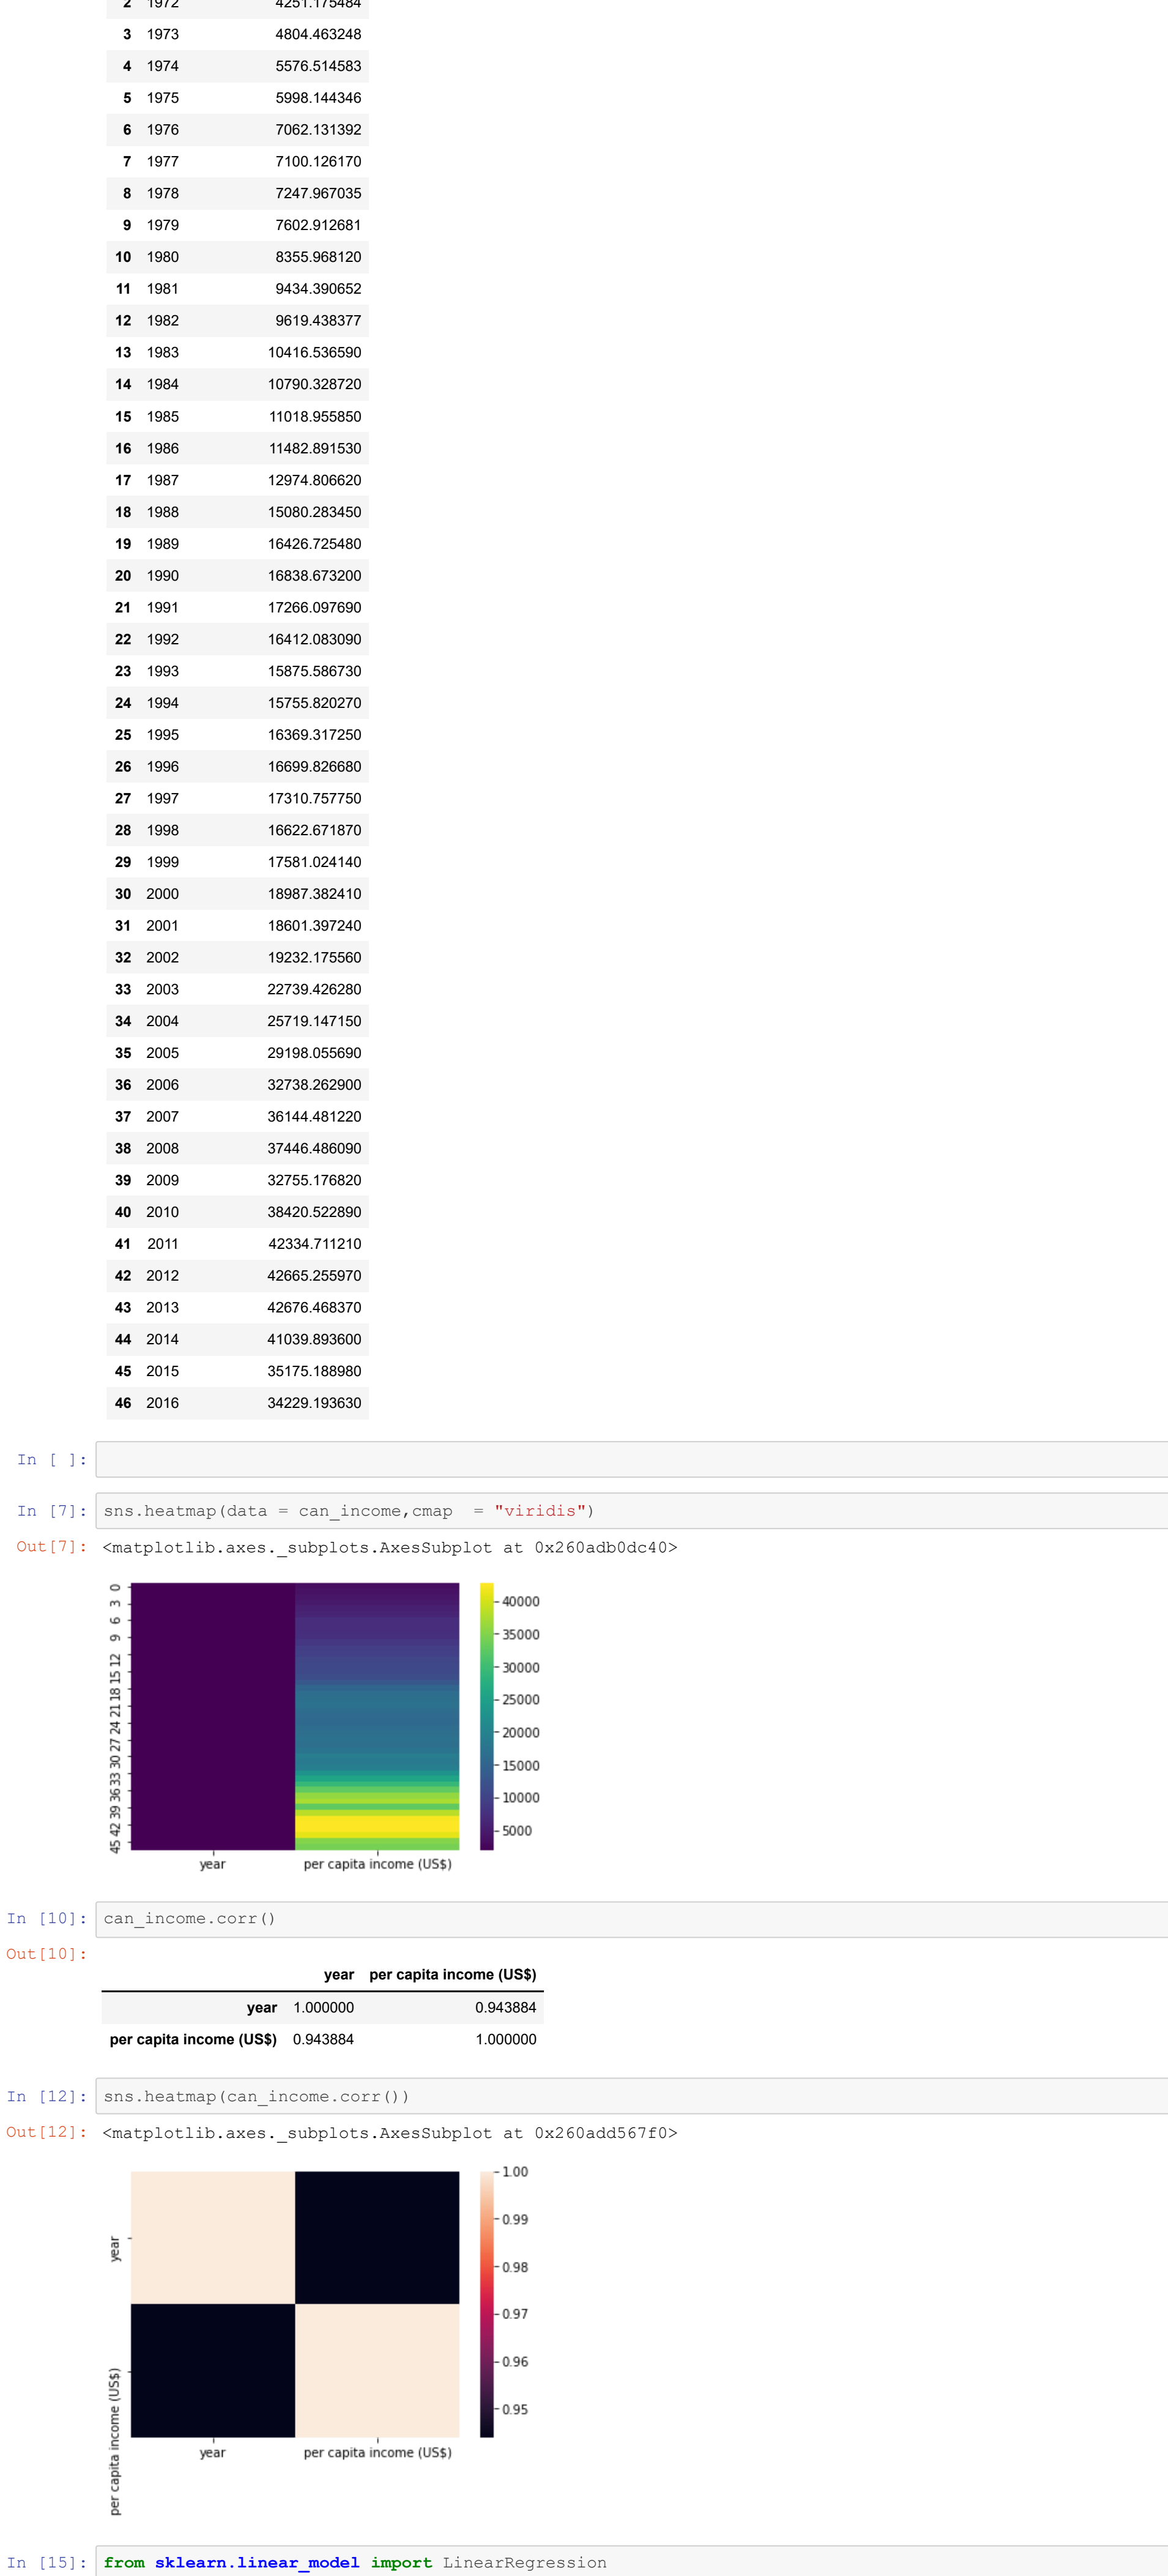 2 1972 4251.175484
3 1973 4804.463248
4 1974 5576.514583
5 1975 5998.144346
6 1976 7062.131392
7 1977 7100.126170
8 1978 7247.967035
9 1979 7602.912681
10 1980 8355.968120
11 1981 9434.390652
12 1982 9619.438377
13 1983 10416.536590
14 1984 10790.328720
15 1985 11018.955850
16 1986 11482.891530
17 1987 12974.806620
18 1988 15080.283450
19 1989 16426.725480
20 1990 16838.673200
21 1991 17266.097690
22 1992 16412.083090
23 1993 15875.586730
24 1994 15755.820270
25 1995 16369.317250
26 1996 16699.826680
27 1997 17310.757750
28 1998 16622.671870
29 1999 17581.024140
30 2000 18987.382410
31 2001 18601.397240
32 2002 19232.175560
33 2003 22739.426280
34 2004 25719.147150
35 2005 29198.055690
36 2006 32738.262900
37 2007 36144.481220
38 2008 37446.486090
39 2009 32755.176820
40 2010 38420.522890
41 2011 42334.711210
42 2012 42665.255970
43 2013 42676.468370
44 2014 41039.893600
45 2015 35175.188980
46 2016 34229.193630
In [ ]:
In [7]: sns.heatmap(data = can_income,cmap  = "viridis")
Out[7]: <matplotlib.axes._subplots.AxesSubplot at 0x260adb0dc40>
0
3
6
9
12
15
18
21
24
27
30
33
36
39
42
45
40000
35000
30000
25000
20000
15000
10000
5000
year per capita income (US$)
In [10]: can_income.corr()
Out[10]:
year per capita income (US$)
year 1.000000 0.943884
per capita income (US$) 0.943884 1.000000
In [12]: sns.heatmap(can_income.corr())
Out[12]: <matplotlib.axes._subplots.AxesSubplot at 0x260add567f0>
year
per capita income (US$)
1.00
0.99
0.98
0.97
0.96
0.95
year per capita income (US$)
In [15]: from sklearn.linear_model import LinearRegression